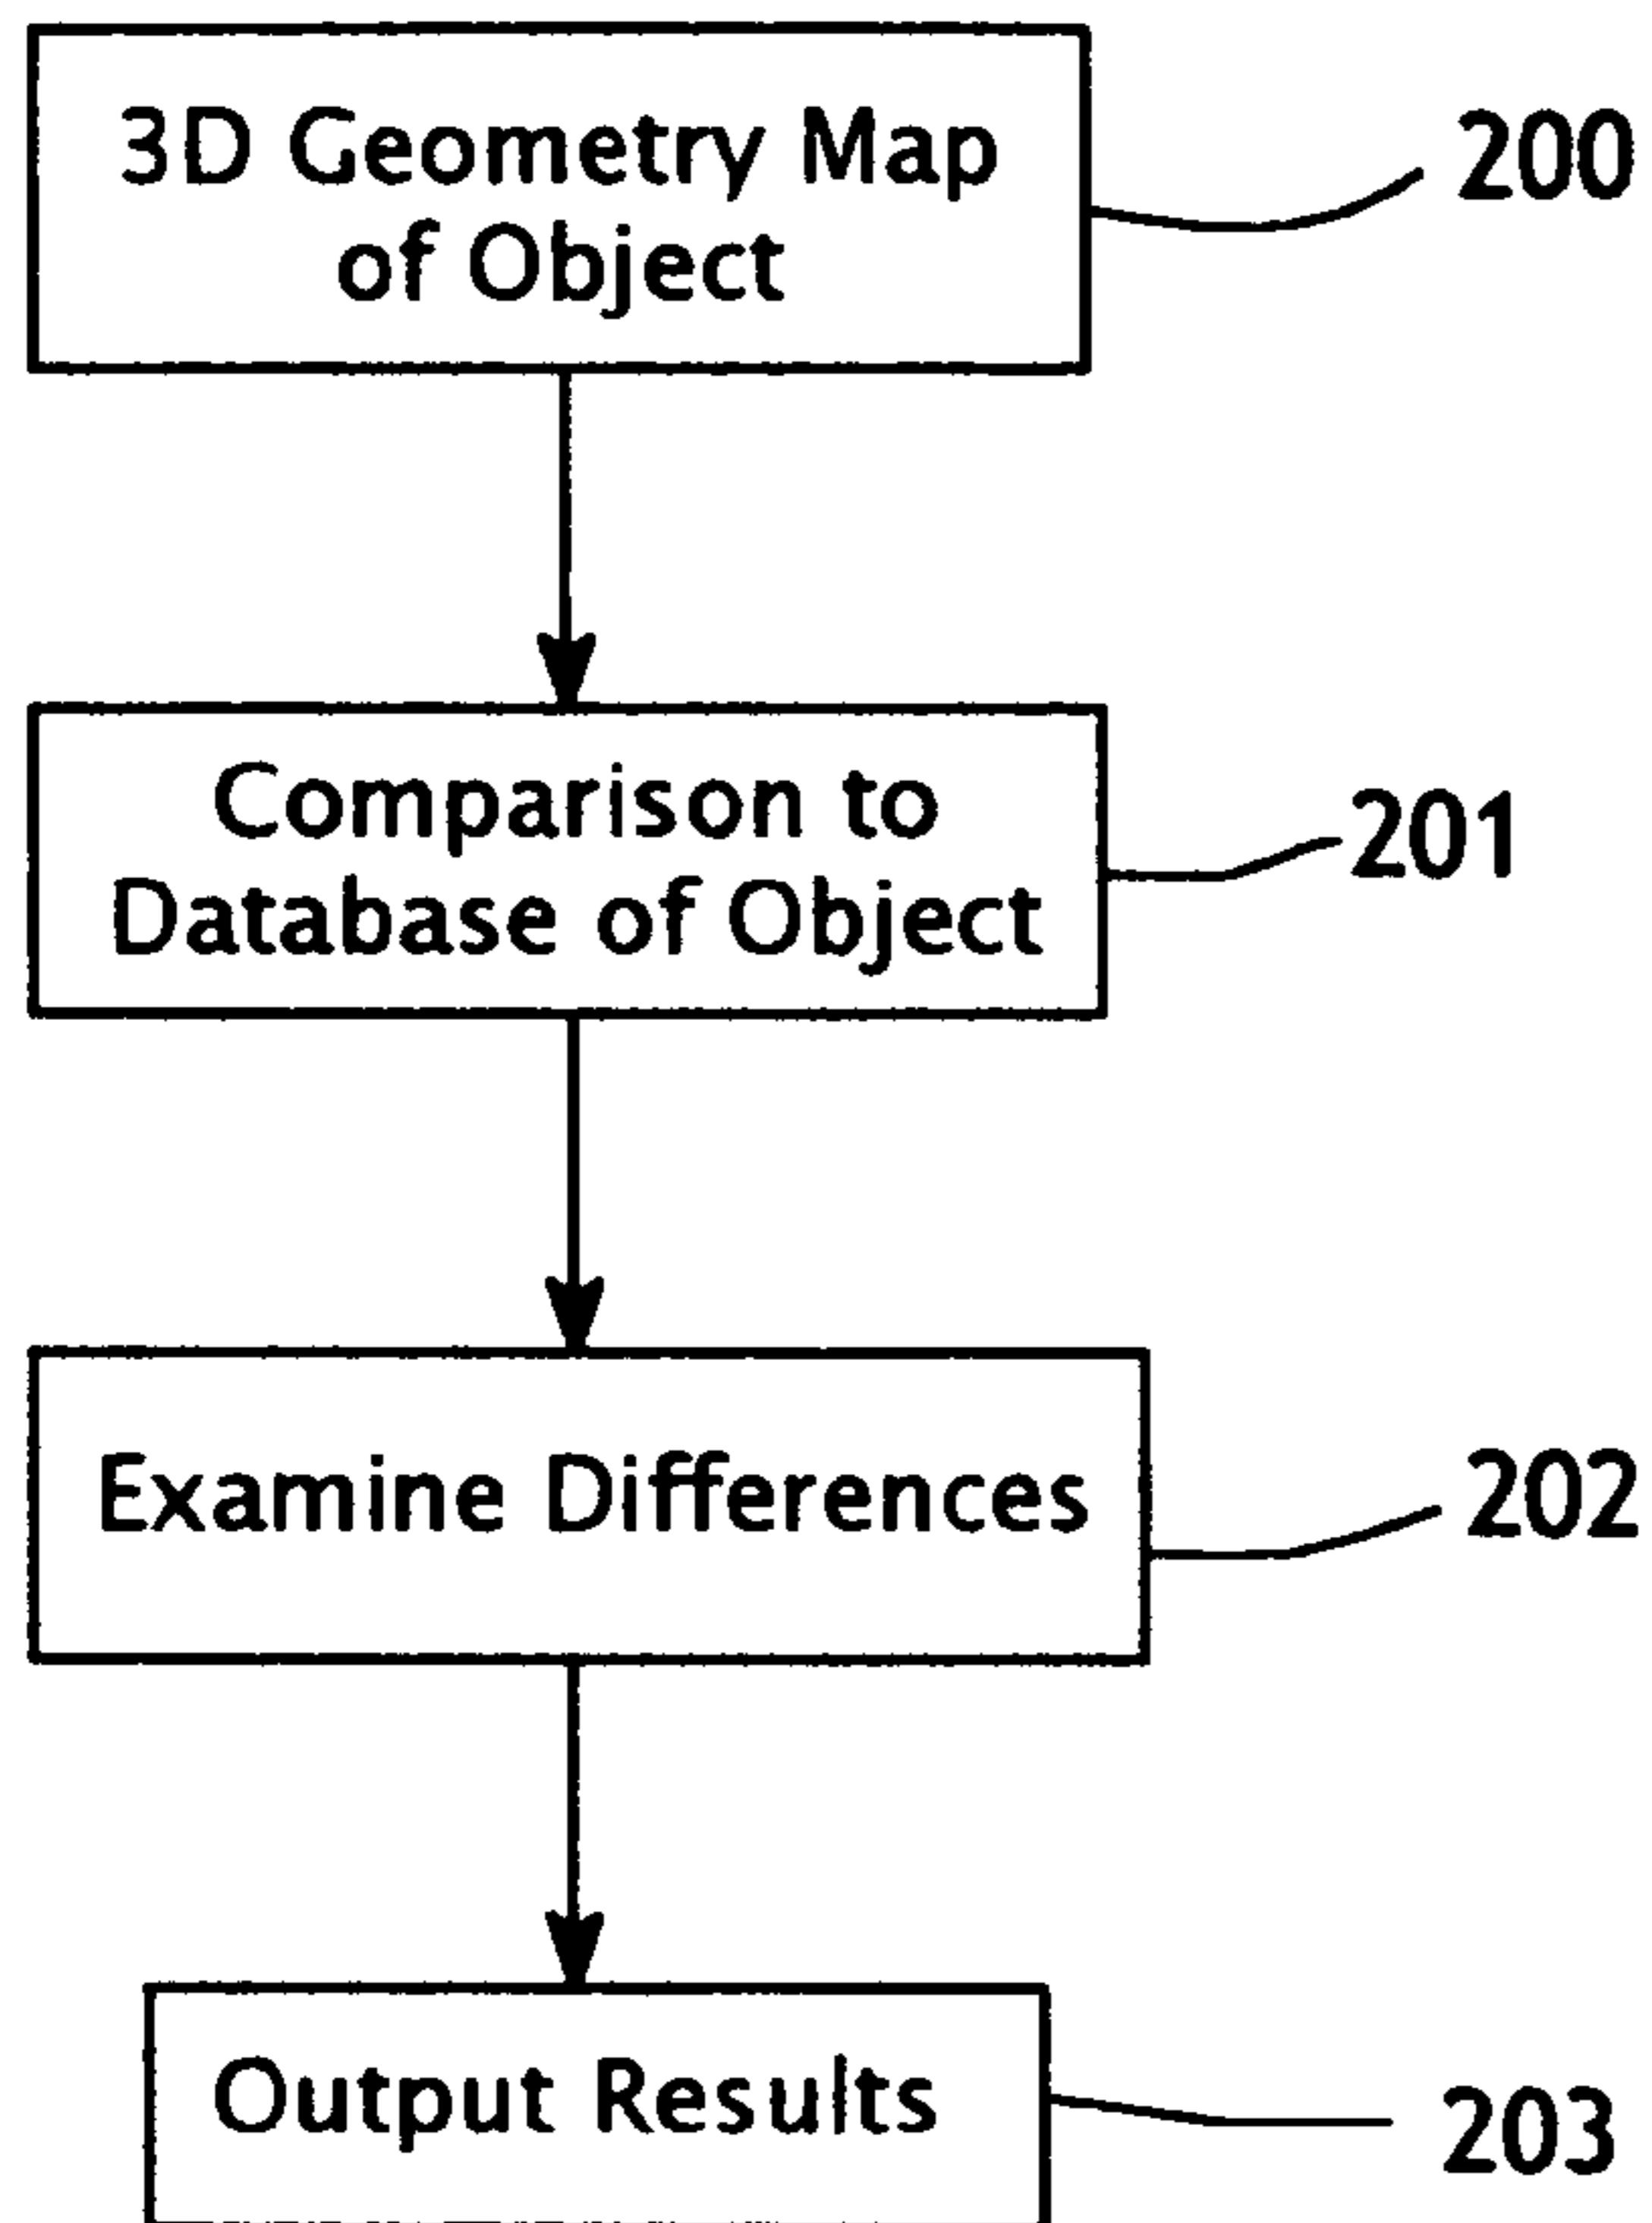 3D Geometry Map
of Object
200
Comparison to
Database of Object
201
Examine Differences
202
Output Results
203